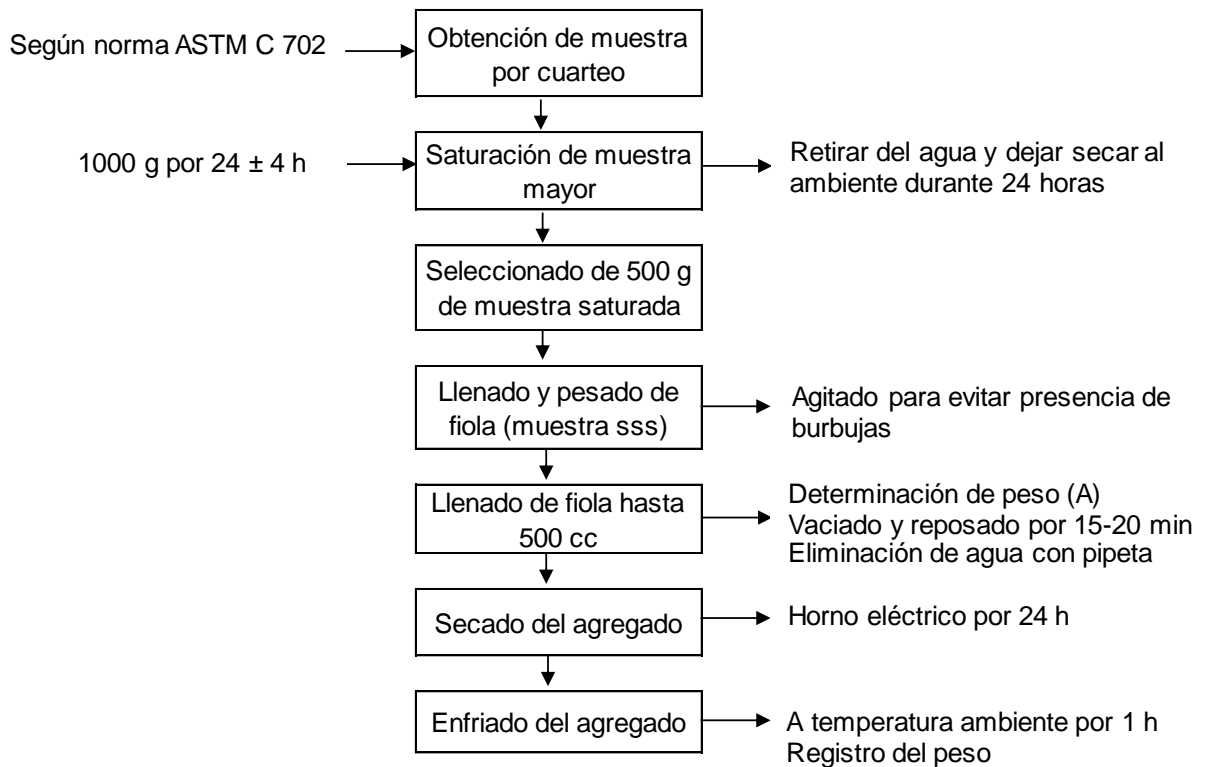 Según norma ASTM C 702
Obtención de muestra
por cuarteo
1000 g por 24 ± 4 h
Saturación de muestra
mayor
Retirar del agua y dejar secar al
ambiente durante 24 horas
Seleccionado de 500 g
de muestra saturada
Llenado y pesado de
fiola (muestra sss)
Agitado para evitar presencia de
burbujas
Llenado de fiola hasta
500 cc
Determinación de peso (A)
Vaciado y reposado por 15-20 min
Eliminación de agua con pipeta
Secado del agregado
Horno eléctrico por 24 h
Enfriado del agregado
A temperatura ambiente por 1 h
Registro del peso